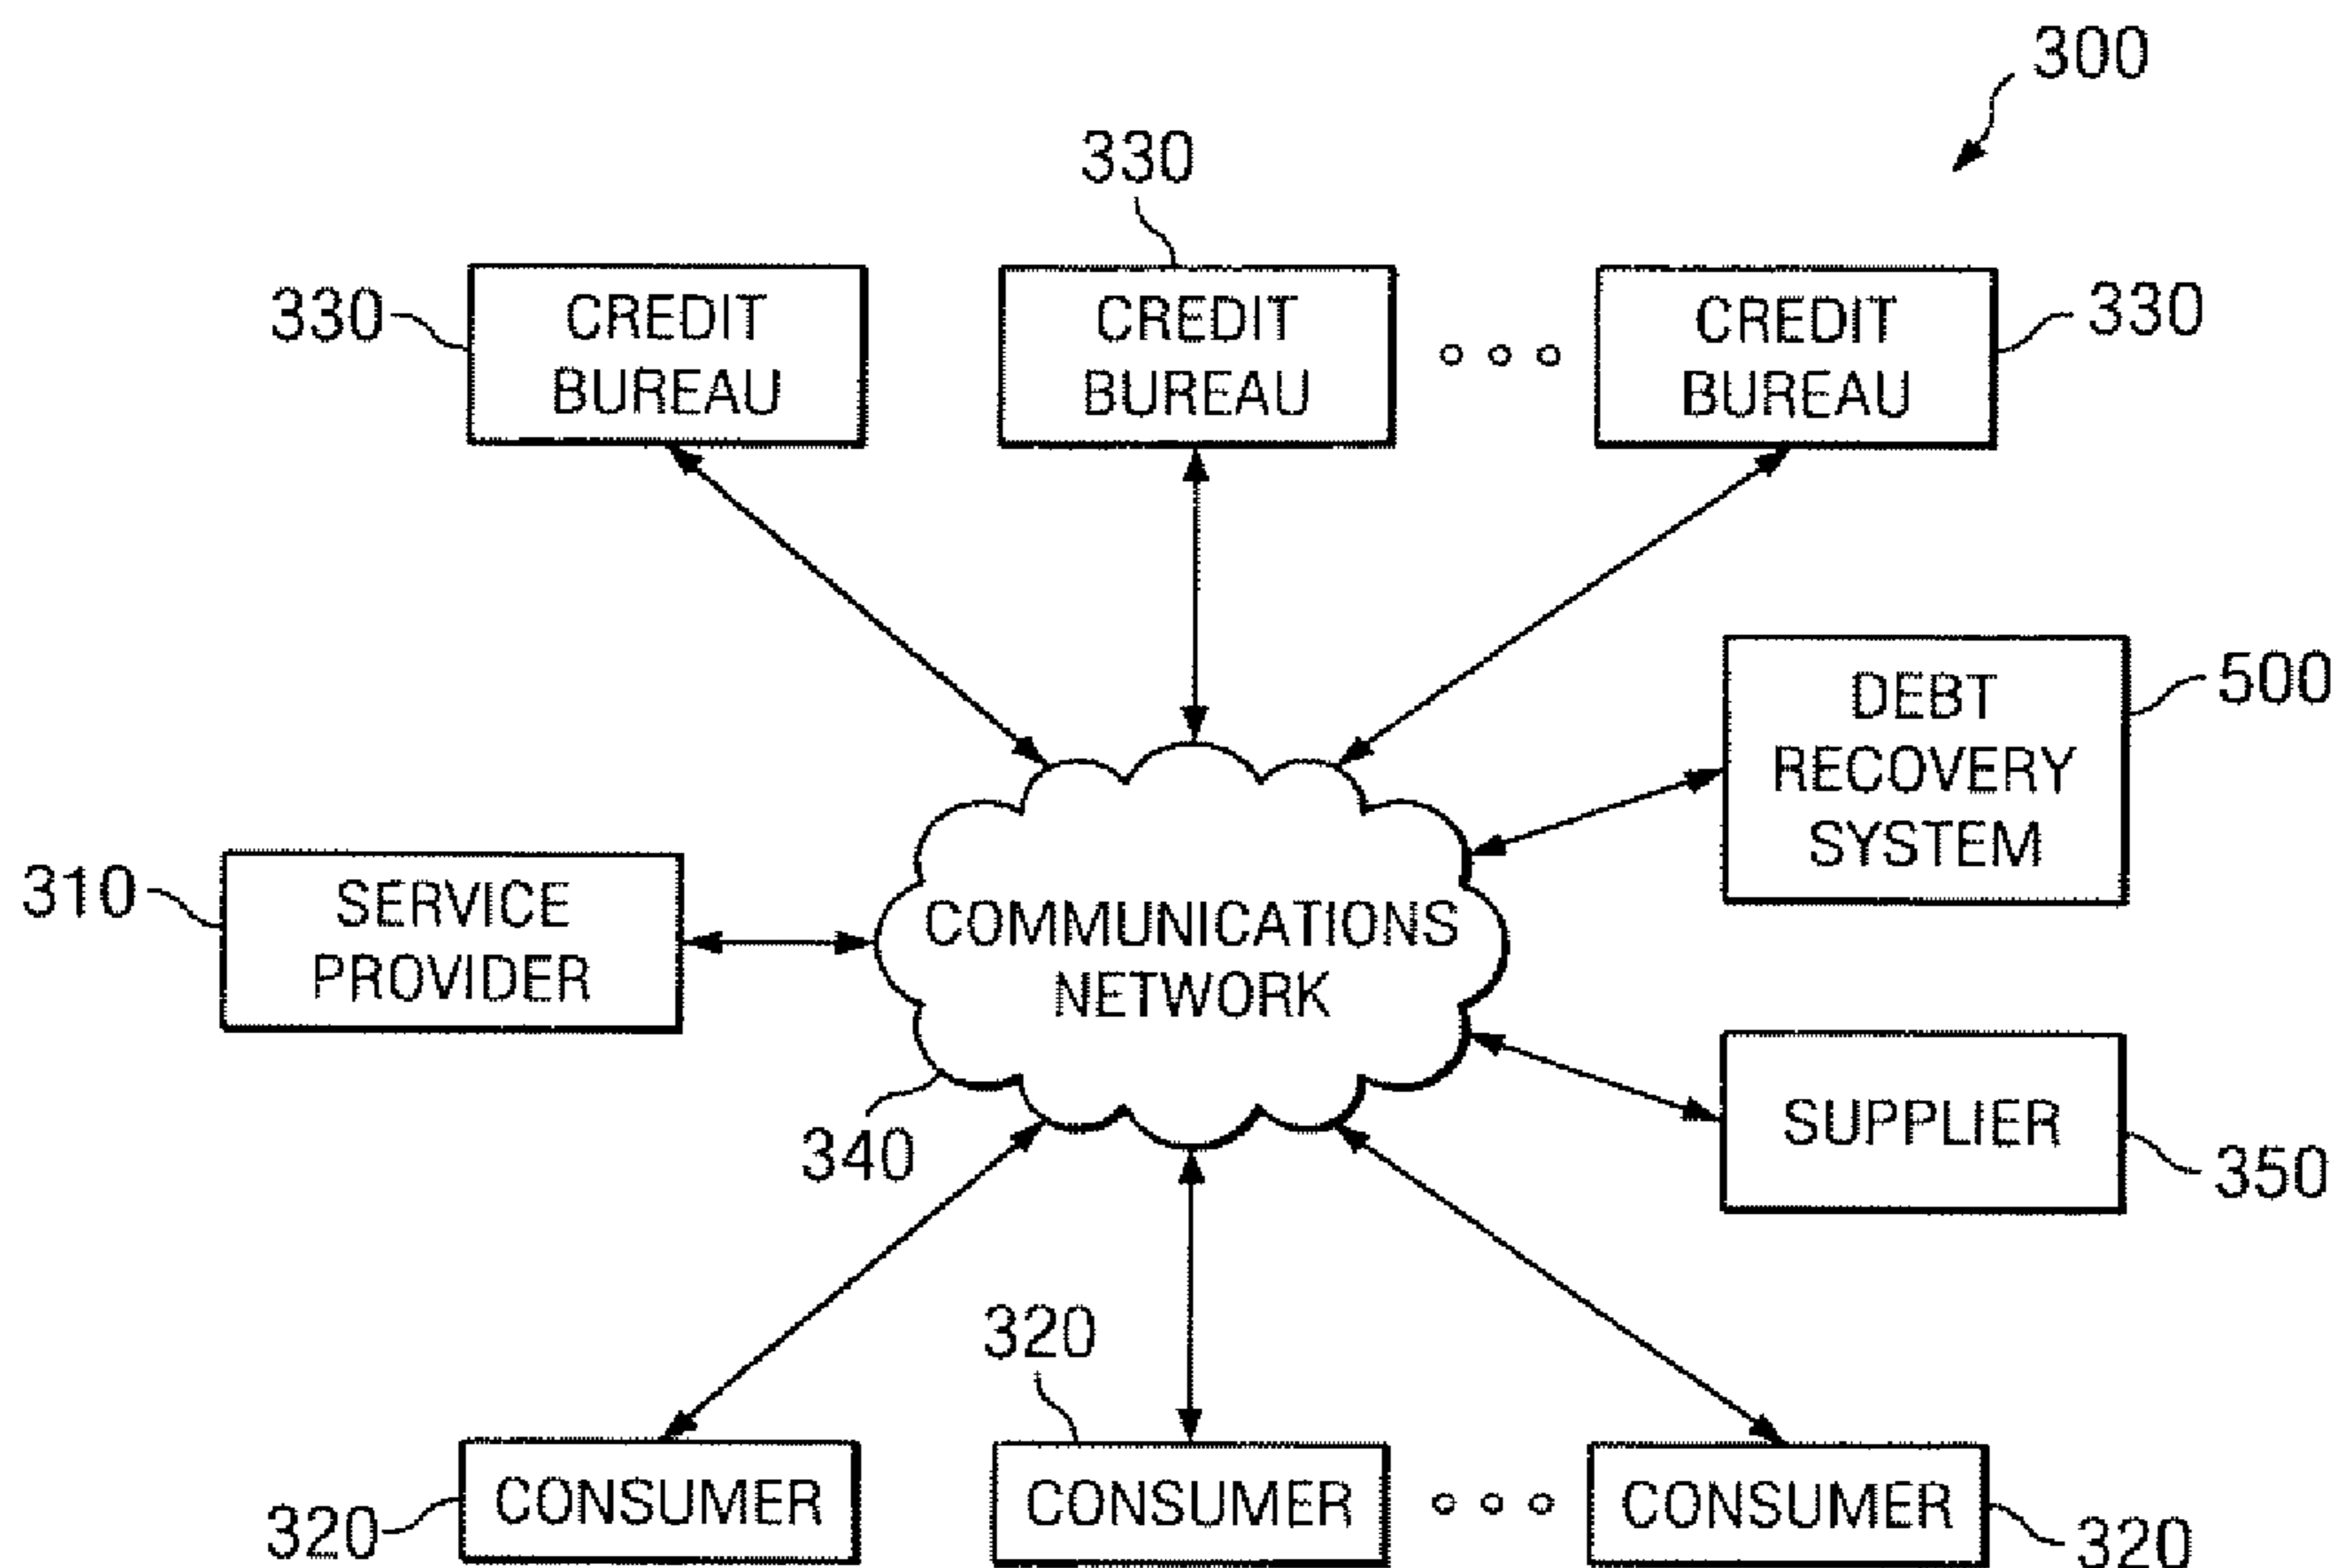 300
330
330
CREDIT
BUREAU
CREDIT
BUREAU
CREDIT
BUREAU
330
DEBT
RECOVERY
SYSTEM
500
310
SERVICE
PROVIDER
COMMUNICATIONS
NETWORK
340
SUPPLIER
350
320
320
CONSUMER
CONSUMER
CONSUMER
320